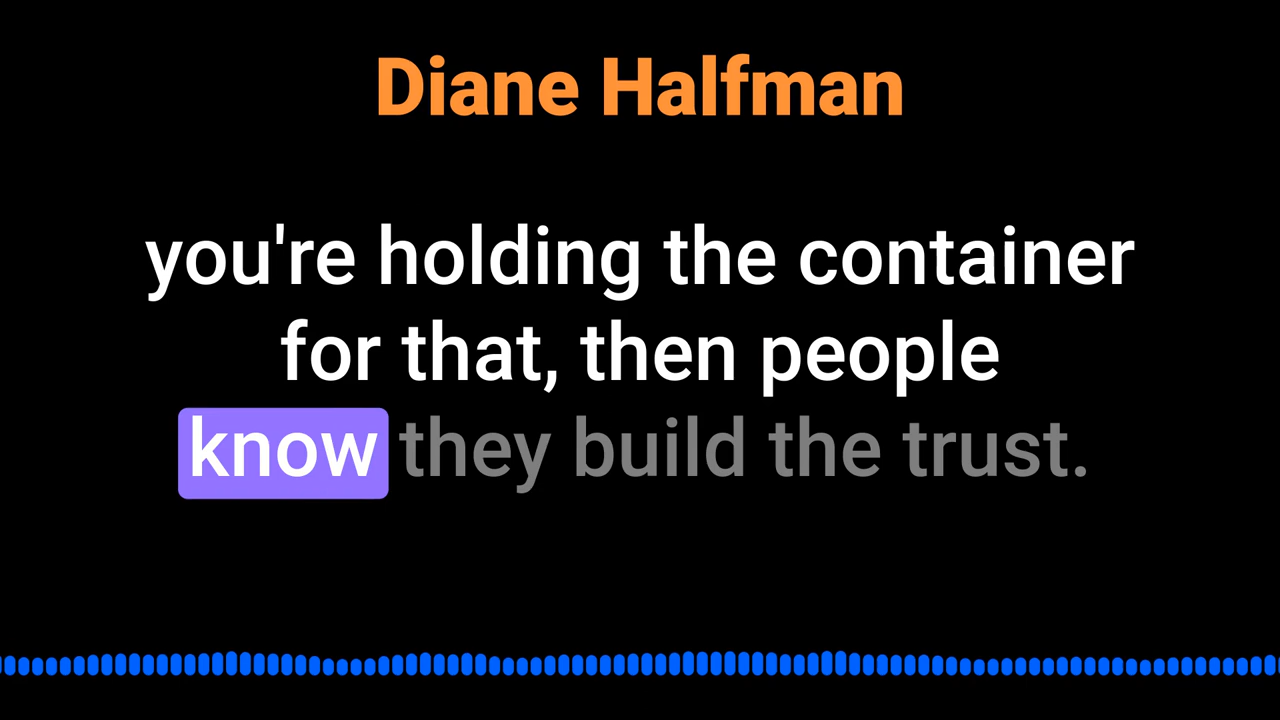 Diane Halfman
you're holding the container
for that, then people
know they build the trust.